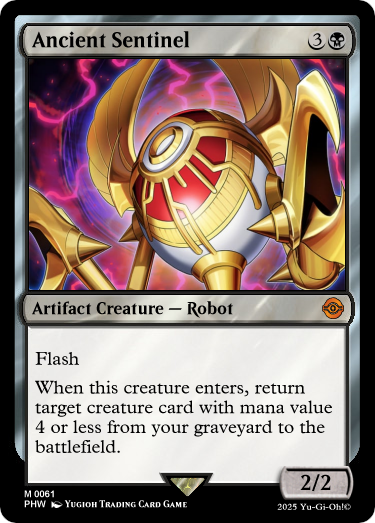 Ancient Sentinel 3
Artifact Creature — Robot
Flash
When this creature enters, return
target creature card with mana value
4 or less from your graveyard to the
battlefield.
2/2
M 0061
PHW Yugioh Trading Card Game
2025 Yu-Gi-Oh!©